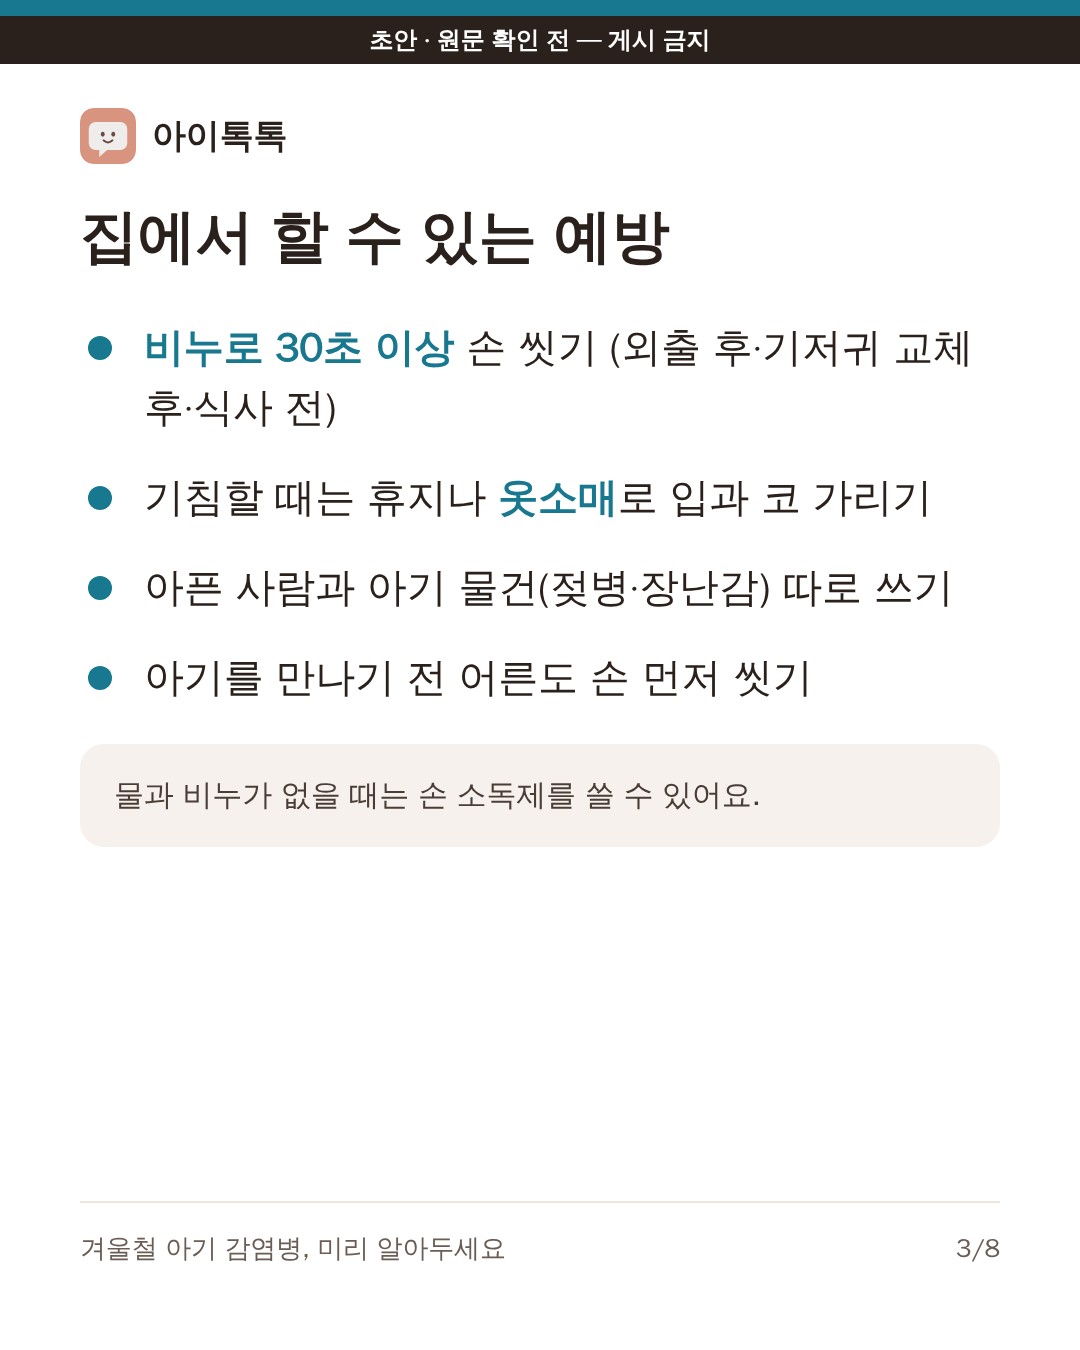 초안 · 원문 확인 전 — 게시 금지
아이톡톡
집에서 할 수 있는 예방
비누로 30초 이상 손 씻기 (외출 후·기저귀 교체
후·식사 전)
기침할 때는 휴지나 옷소매로 입과 코 가리기
아픈 사람과 아기 물건(젖병·장난감) 따로 쓰기
아기를 만나기 전 어른도 손 먼저 씻기
물과 비누가 없을 때는 손 소독제를 쓸 수 있어요.
겨울철 아기 감염병, 미리 알아두세요
3/8